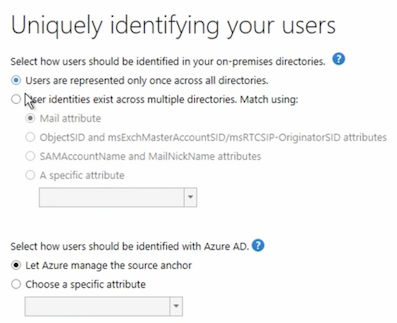 Uniquely identifying your users
Select how users should be identified in your on-premises directories. ?
Users are represented only once across all directories.
User identities exist across multiple directories. Match using:
Mail attribute
ObjectSID and msExchMasterAccountSID/msRTCSIP-OriginatorSID attributes
SAMAccountName and MailNickName attributes
A specific attribute
Select how users should be identified with Azure AD. ?
Let Azure manage the source anchor
Choose a specific attribute